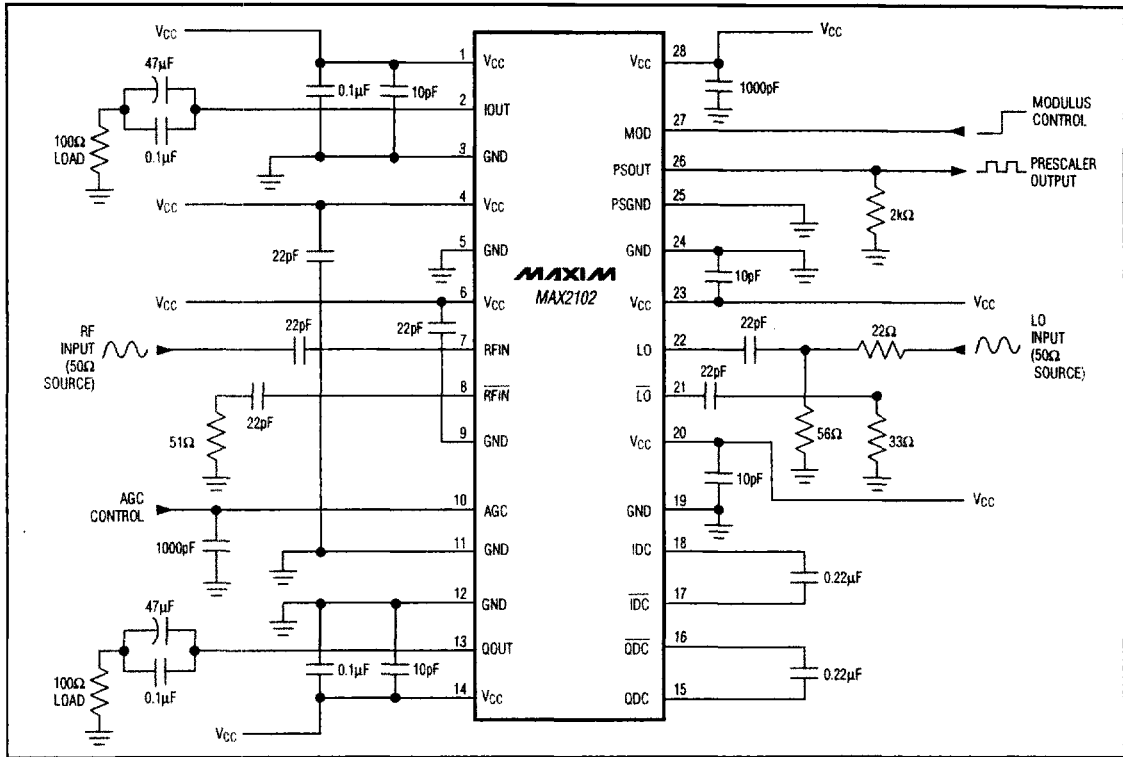 VCC
1
VCC
47µF
0.1µF
10pF
2
IOUT
100Ω
LOAD
0.1µF
3
GND
VCC
4
VCC
22pF
5
GND
VCC
6
VCC
22pF
RF
INPUT
(50Ω
SOURCE)
22pF
7
RFIN
8
RFIN
22pF
51Ω
9
GND
AGC
CONTROL
10
AGC
1000pF
11
GND
12
GND
47µF
13
QOUT
0.1µF
10pF
100Ω
LOAD
0.1µF
14
VCC
VCC
MAXIM
MAX2102
VCC
28
VCC
1000pF
MOD
27
MODULUS
CONTROL
PSOUT
26
PRESCALER
OUTPUT
2kΩ
PSGND
25
GND
24
10pF
VCC
23
VCC
LO
22
22pF
22Ω
LO
INPUT
(50Ω
SOURCE)
LO
21
22pF
56Ω
33Ω
VCC
20
10pF
VCC
GND
19
IDC
18
0.22µF
IDC
17
QDC
16
0.22µF
QDC
15